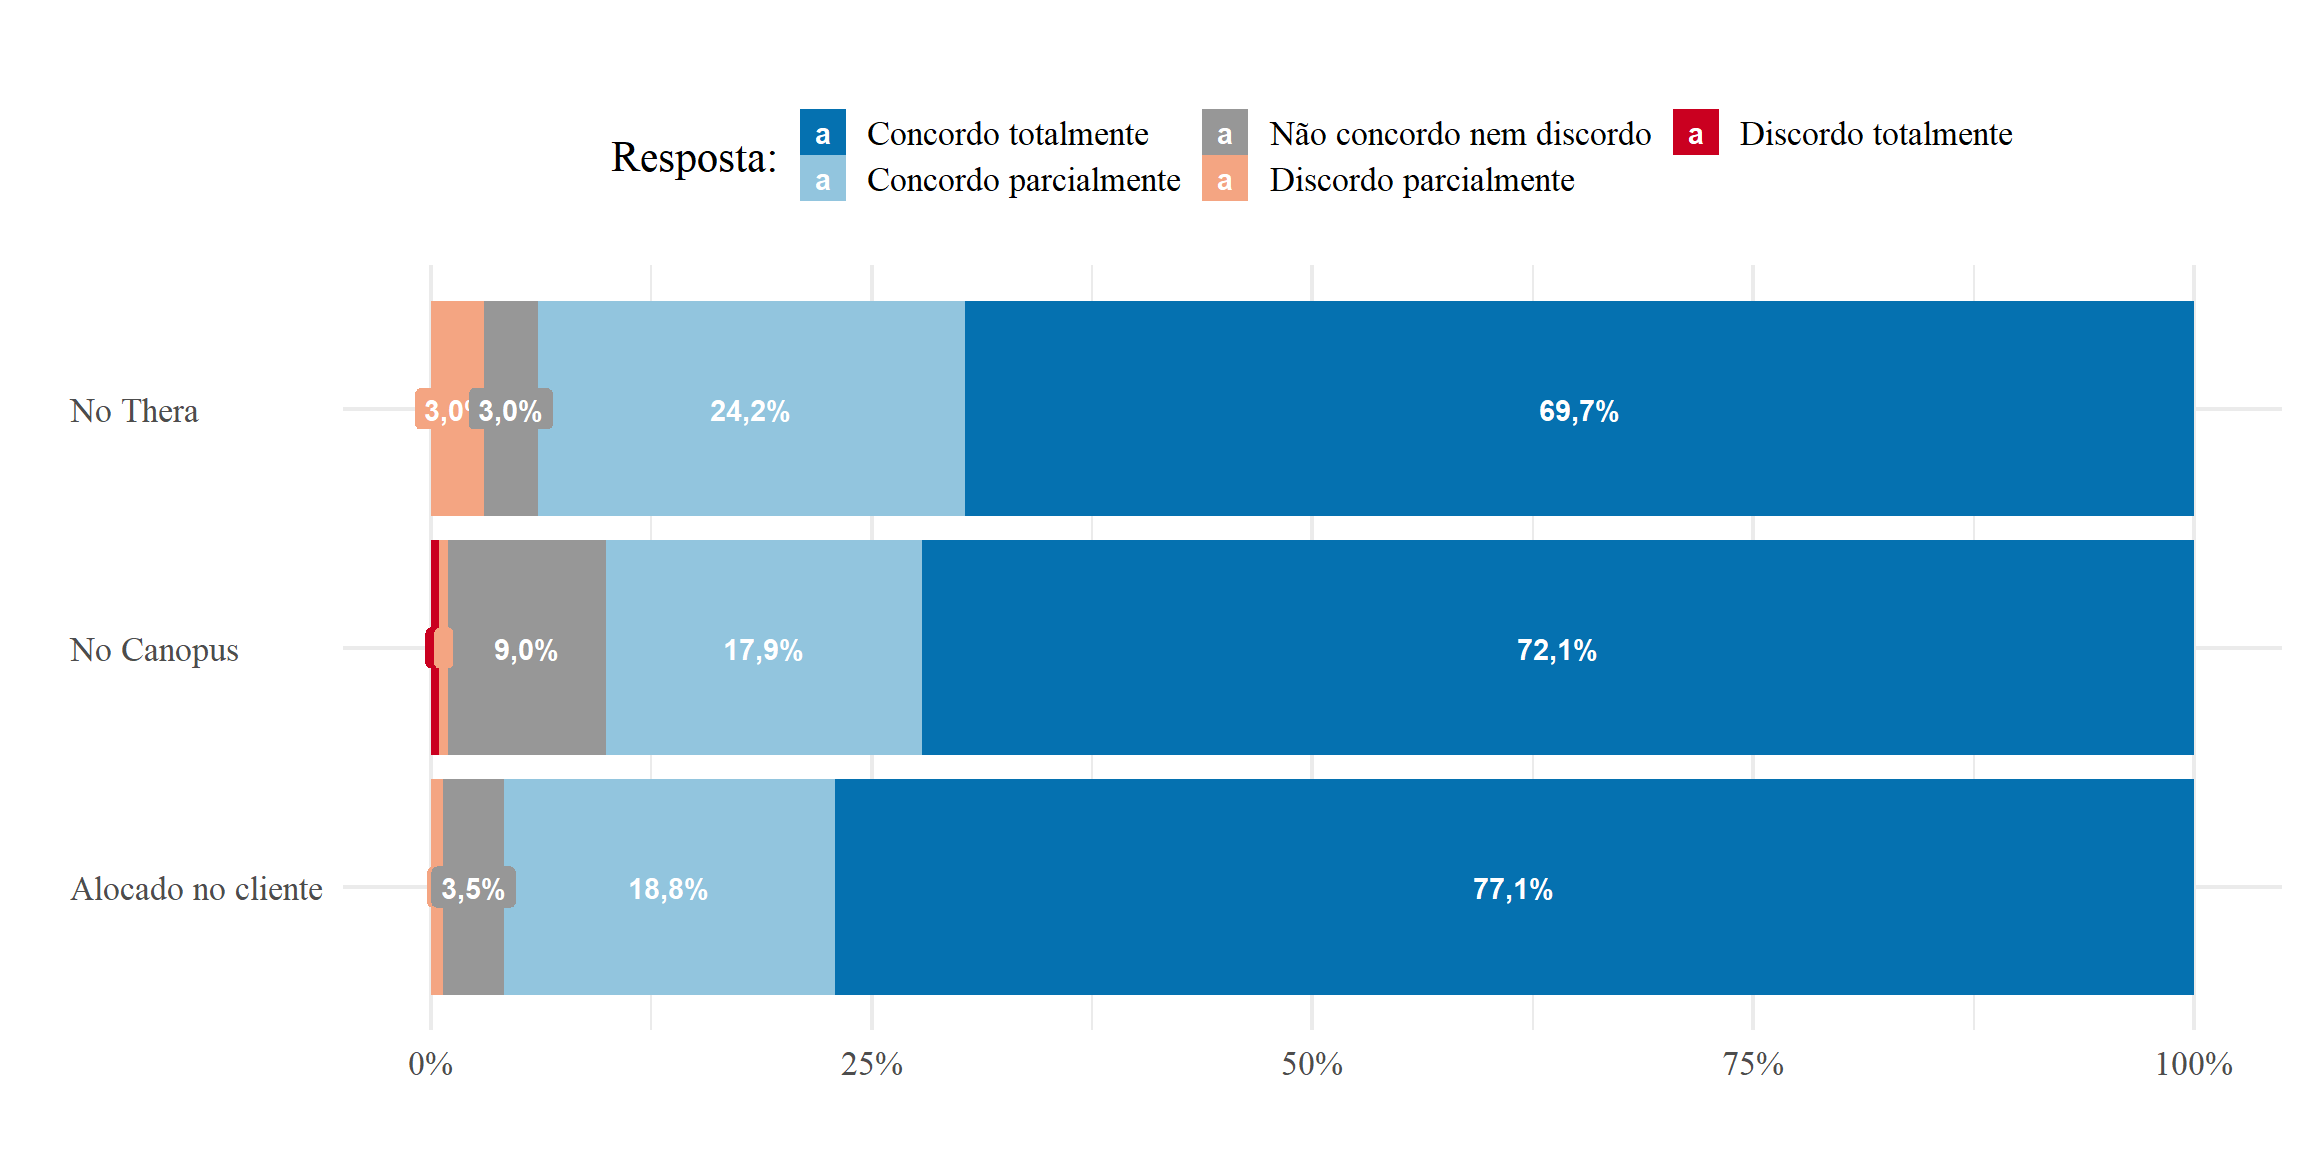 Resposta:
a Concordo totalmente
a Não concordo nem discordo
a Discordo totalmente
a Concordo parcialmente
a Discordo parcialmente
No Thera
3,0%
24,2%
69,7%
No Canopus
9,0%
17,9%
72,1%
Alocado no cliente
3,5%
18,8%
77,1%
0%
25%
50%
75%
100%